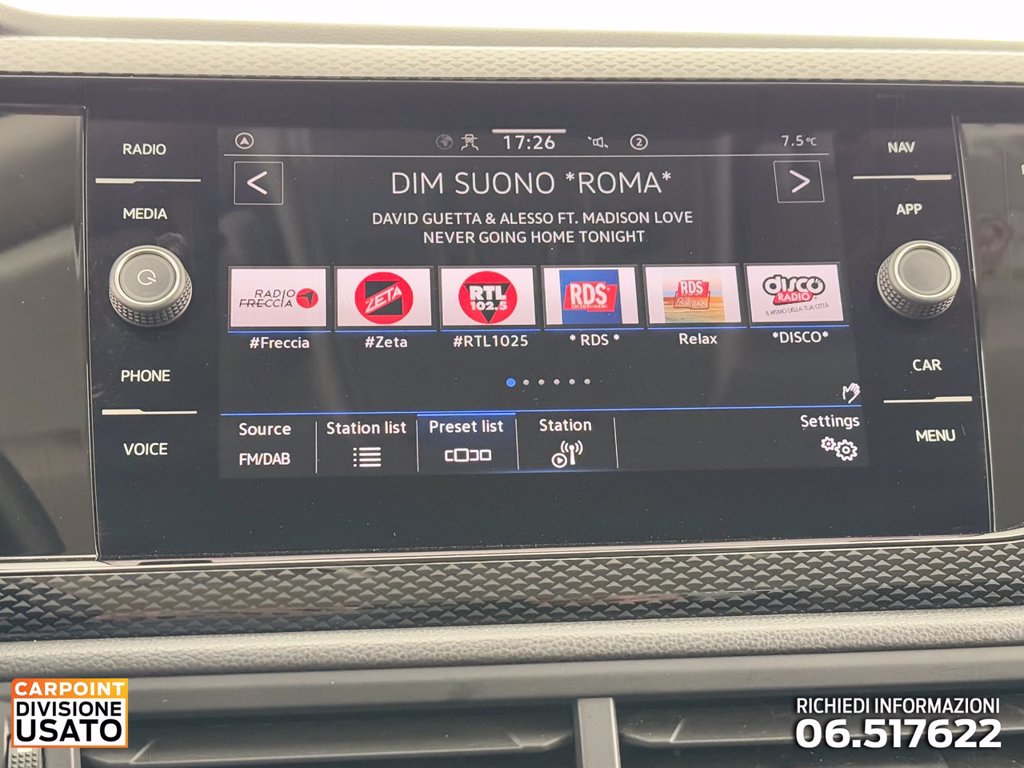 RADIO
MEDIA
PHONE
VOICE
NAV
APP
CAR
MENU
17:26
2
7.5°C
<
>
DIM SUONO *ROMA*
DAVID GUETTA & ALESSO FT. MADISON LOVE
NEVER GOING HOME TONIGHT
RADIO
FRECCIA
ZETA
RTL
102.5
RDS
RDS
disco
RADIO
#Freccia
#Zeta
#RTL1025
* RDS *
Relax
*DISCO*
Source
FM/DAB
Station list
Preset list
Station
Settings
CARPOINT
DIVISIONE
USATO
RICHIEDI INFORMAZIONI
06.517622